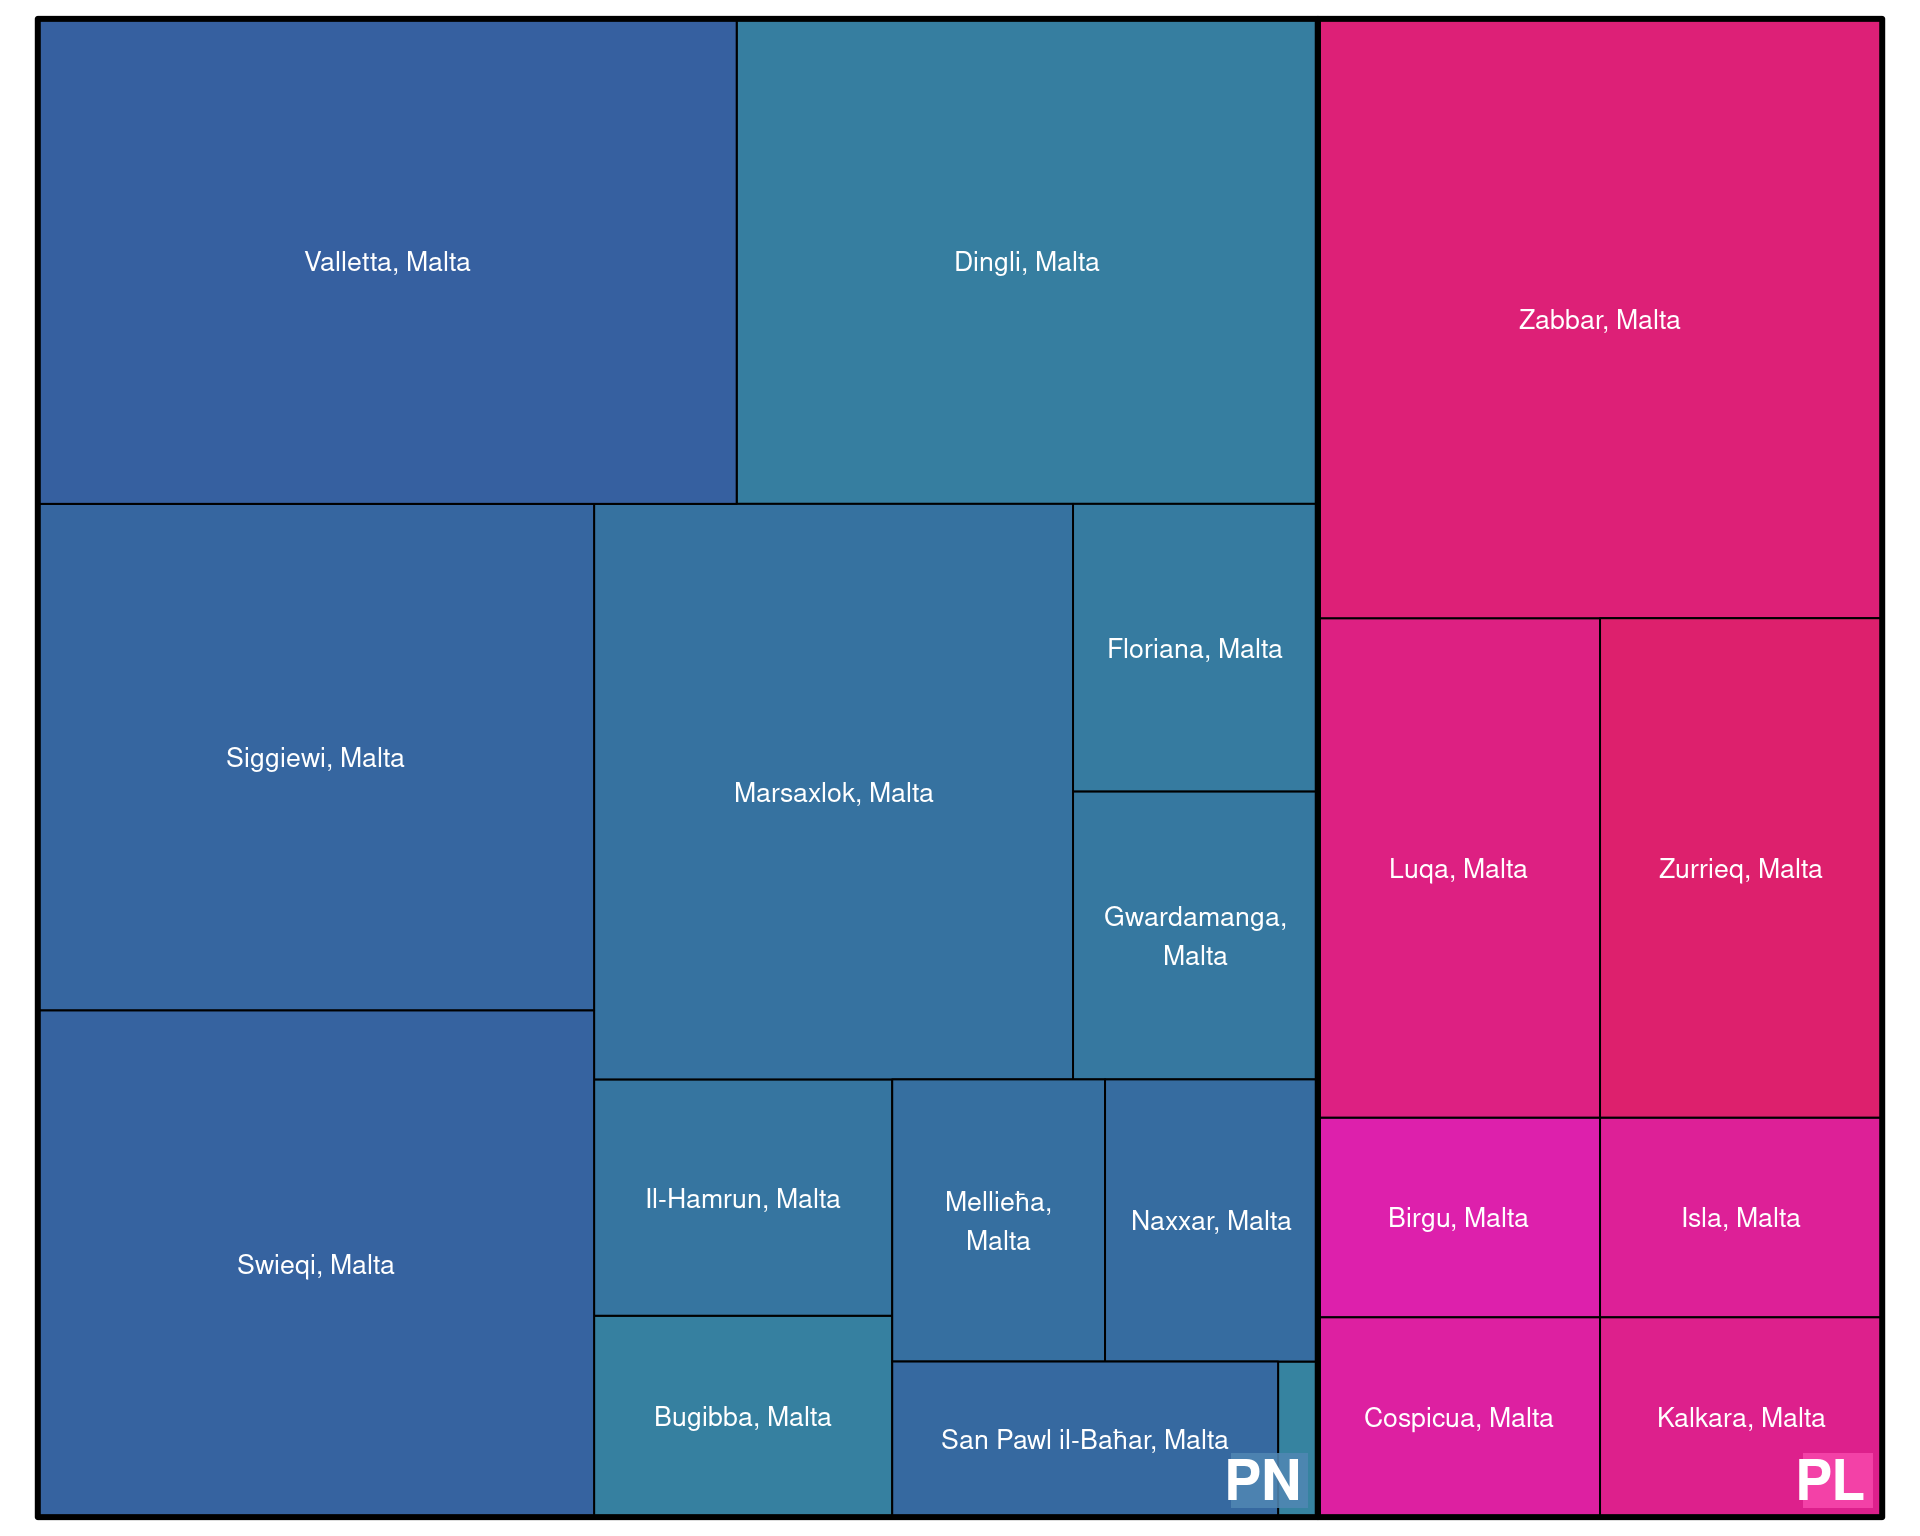 Valletta, Malta
Dingli, Malta
Zabbar, Malta
Siggiewi, Malta
Marsaxlok, Malta
Floriana, Malta
Gwardamanga,
Malta
Luqa, Malta
Zurrieq, Malta
Swieqi, Malta
Il-Hamrun, Malta
Mellieħa,
Malta
Naxxar, Malta
Birgu, Malta
Isla, Malta
Bugibba, Malta
San Pawl il-Baħar, Malta
Cospicua, Malta
Kalkara, Malta
PN
PL